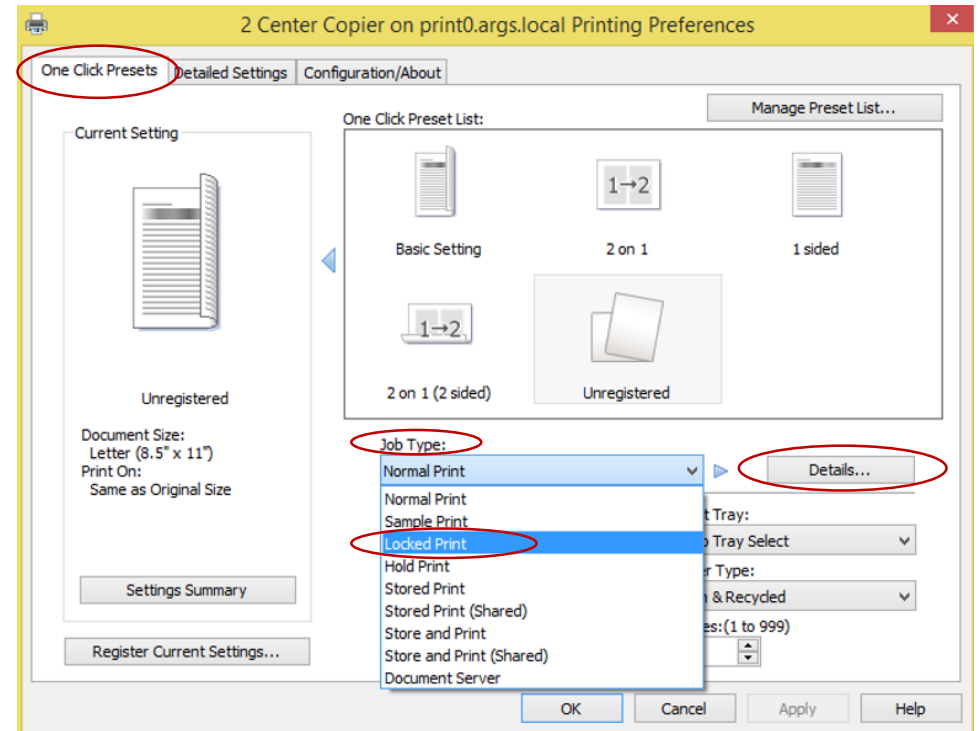 2 Center Copier on print0.args.local Printing Preferences
One Click Presets
Detailed Settings
Configuration/About
Manage Preset List...
Current Setting
One Click Preset List:
1→2
Basic Setting
2 on 1
1 sided
1→2
2 on 1 (2 sided)
Unregistered
Unregistered
Document Size:
Letter (8.5" x 11")
Print On:
Same as Original Size
Settings Summary
Register Current Settings...
Job Type:
Normal Print
Details...
Normal Print
Sample Print
Locked Print
Hold Print
Stored Print
Stored Print (Shared)
Store and Print
Store and Print (Shared)
Document Server
Tray:
Tray Select
Type:
& Recycled
(1 to 999)
OK
Cancel
Apply
Help